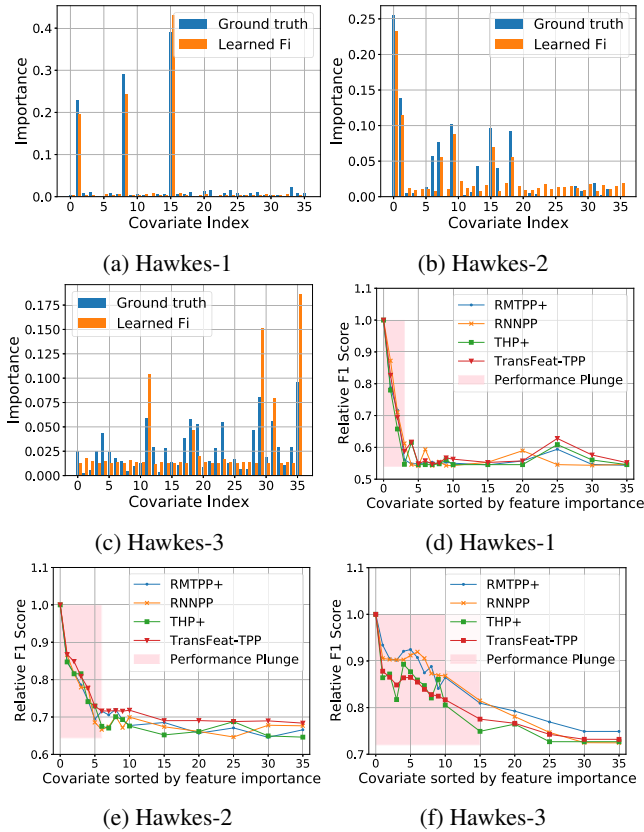 Ground truth
Learned Fi
0.4
0.3
0.2
0.1
0.0
Importance
0 5 10 15 20 25 30 35
Covariate Index
(a) Hawkes-1
Ground truth
Learned Fi
0.25
0.20
0.15
0.10
0.05
0.00
Importance
0 5 10 15 20 25 30 35
Covariate Index
(b) Hawkes-2
Ground truth
Learned Fi
0.175
0.150
0.125
0.100
0.075
0.050
0.025
0.000
Importance
0 5 10 15 20 25 30 35
Covariate Index
(c) Hawkes-3
RMTPP+
RNNPP
THP+
TransFeat-TPP
Performance Plunge
1.1
1.0
0.9
0.8
0.7
0.6
0.5
Relative F1 Score
0 5 10 15 20 25 30 35
Covariate sorted by feature importance
(d) Hawkes-1
RMTPP+
RNNPP
THP+
TransFeat-TPP
Performance Plunge
1.1
1.0
0.9
0.8
0.7
0.6
Relative F1 Score
0 5 10 15 20 25 30 35
Covariate sorted by feature importance
(e) Hawkes-2
RMTPP+
RNNPP
THP+
TransFeat-TPP
Performance Plunge
1.1
1.0
0.9
0.8
0.7
Relative F1 Score
0 5 10 15 20 25 30 35
Covariate sorted by feature importance
(f) Hawkes-3